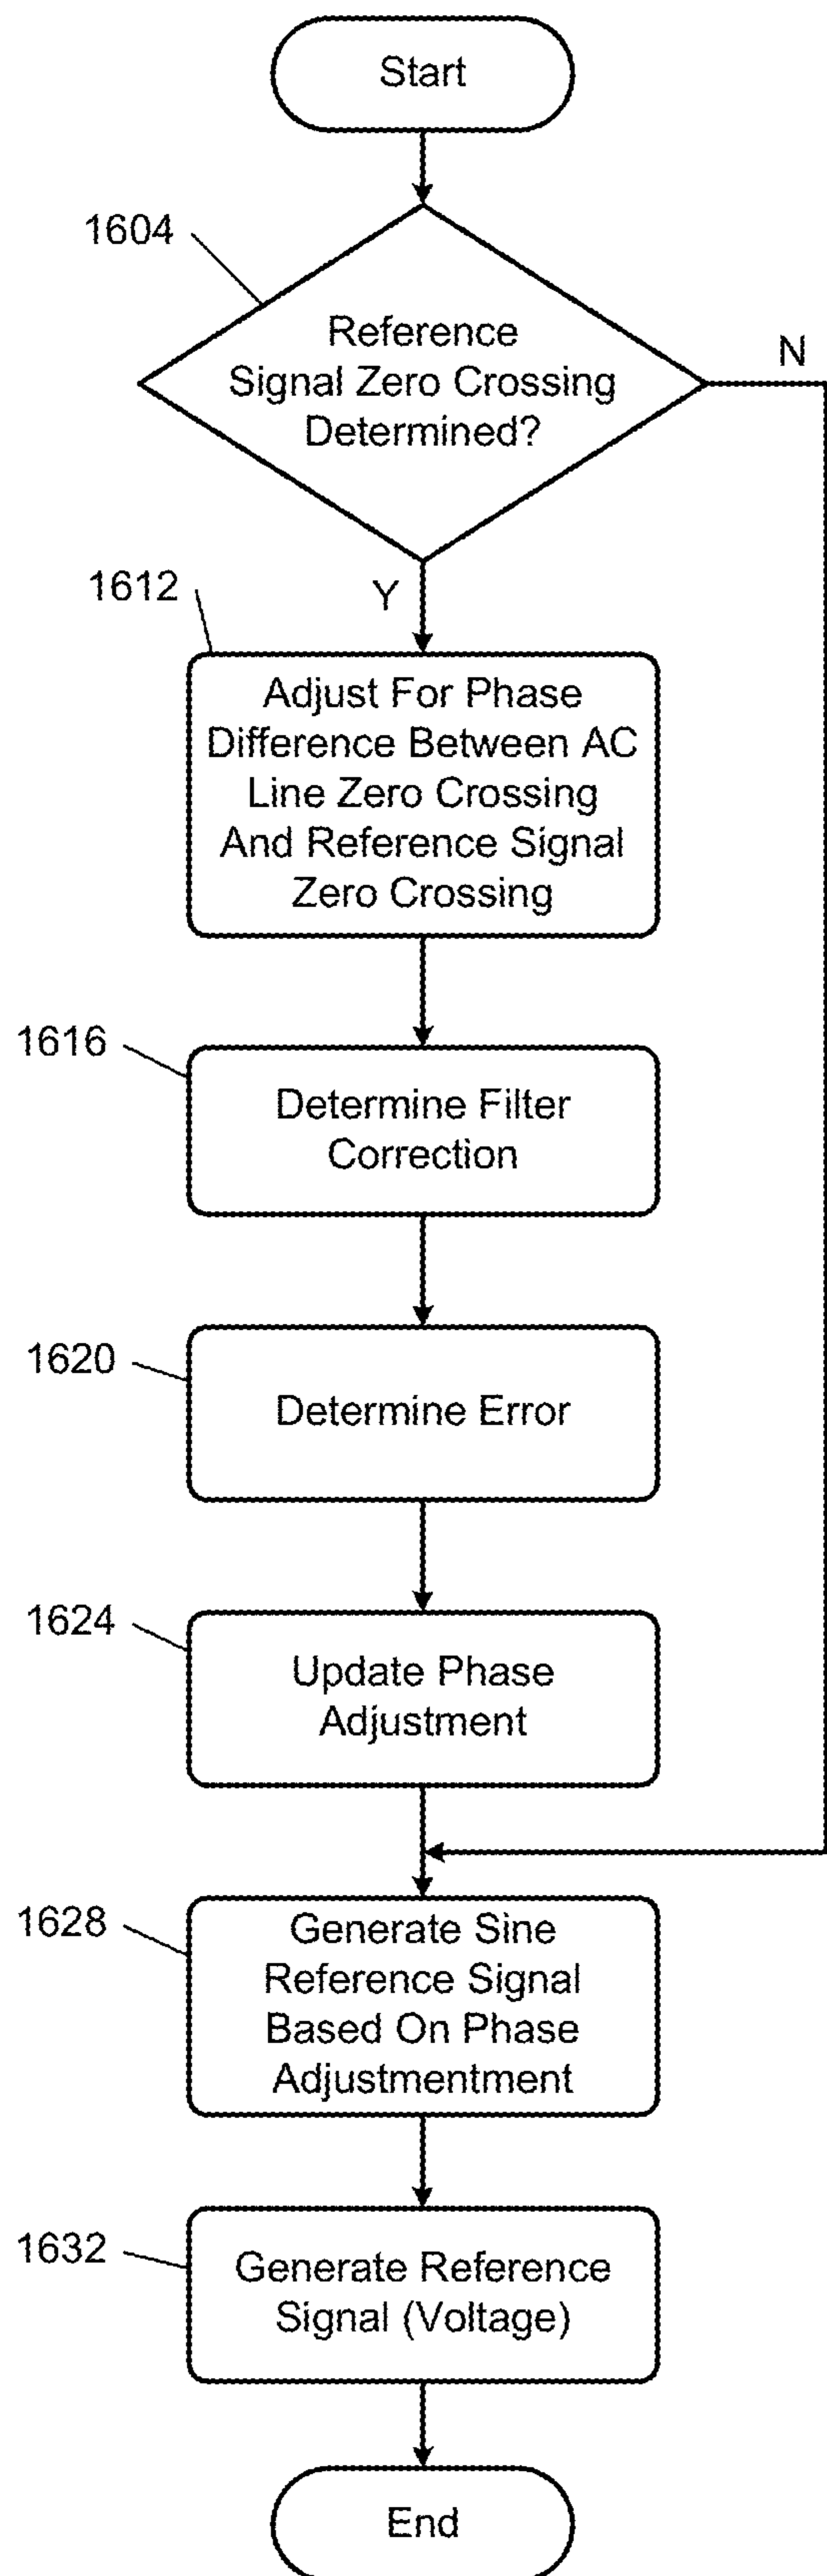 Start
1604
Reference
Signal Zero Crossing
Determined?
N
Y
1612
Adjust For Phase
Difference Between AC
Line Zero Crossing
And Reference Signal
Zero Crossing
1616
Determine Filter
Correction
1620
Determine Error
1624
Update Phase
Adjustment
1628
Generate Sine
Reference Signal
Based On Phase
Adjustmentment
1632
Generate Reference
Signal (Voltage)
End